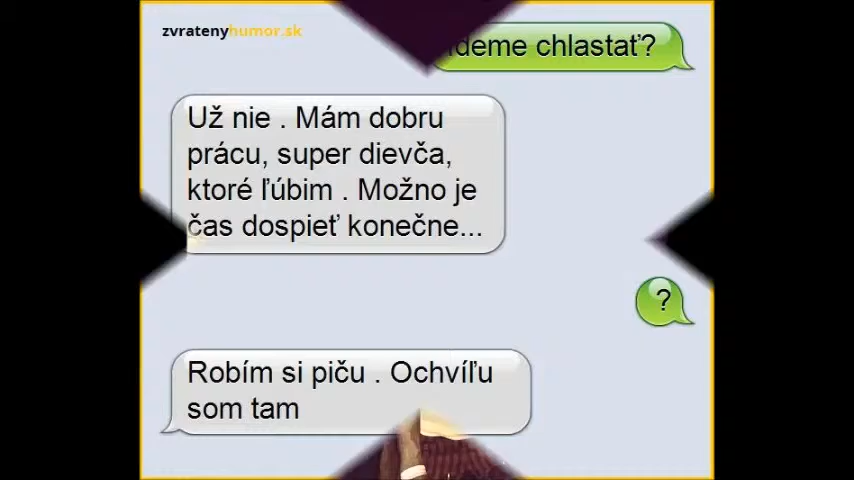 zvratenyhumor.sk
deme chlastať?
Už nie . Mám dobru
prácu, super dievča,
ktoré ľúbim . Možno je
čas dospieť konečne...
?
Robím si piču . Ochvíľu
som tam